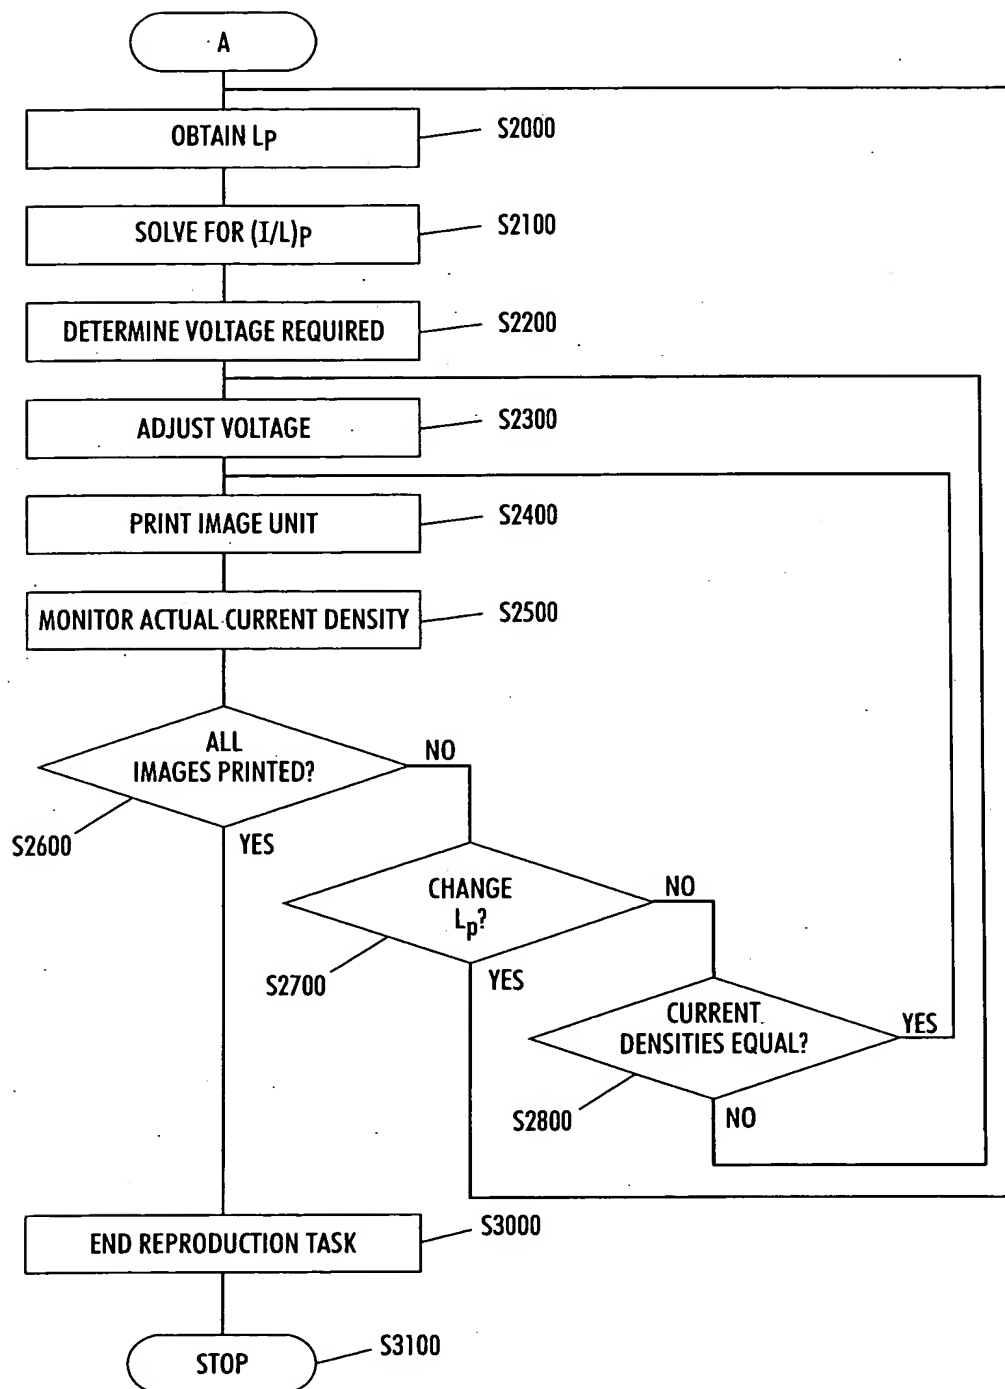 A
OBTAIN Lp
S2000
SOLVE FOR (I/L)p
S2100
DETERMINE VOLTAGE REQUIRED
S2200
ADJUST VOLTAGE
S2300
PRINT IMAGE UNIT
S2400
MONITOR ACTUAL CURRENT DENSITY
S2500
ALL
IMAGES PRINTED?
NO
S2600
YES
CHANGE
Lp?
NO
S2700
YES
CURRENT
DENSITIES EQUAL?
YES
S2800
NO
END REPRODUCTION TASK
S3000
STOP
S3100